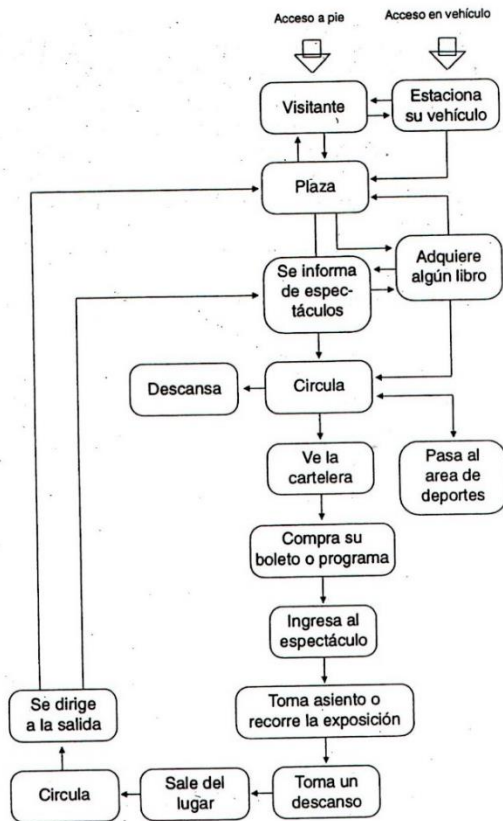 Acceso a pie
Acceso en vehículo
Visitante
Estaciona
su vehículo
Plaza
Adquiere
algún libro
Se informa
de espec-
táculos
Descansa
Circula
Ve la
cartelera
Pasa al
area de
deportes
Compra su
boleto o programa
Ingresa al
espectáculo
Toma asiento o
recorre la exposición
Se dirige
a la salida
Circula
Sale del
lugar
Toma un
descanso